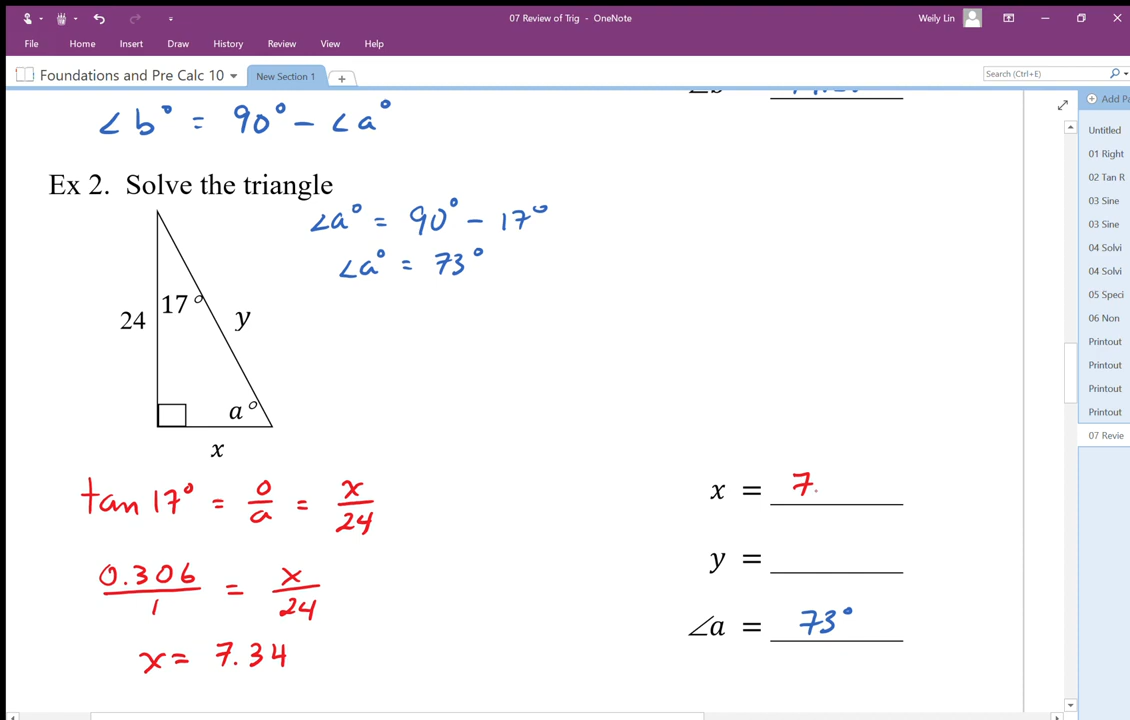 07 Review of Trig - OneNote
Weily Lin
File Home Insert Draw History Review View Help
Foundations and Pre Calc 10
New Section 1
Search (Ctrl+E)
∠b° = 90° - ∠a°
Ex 2. Solve the triangle
∠a° = 90° - 17°
∠a° = 73°
24
17°
y
a°
x
tan 17° = o/a = x/24
0.306/1 = x/24
x = 7.34
x = 7.
y =
∠a = 73°
Add Pa
Untitled
01 Right
02 Tan R
03 Sine
03 Sine
04 Solvi
04 Solvi
05 Speci
06 Non
Printout
Printout
Printout
Printout
07 Revie